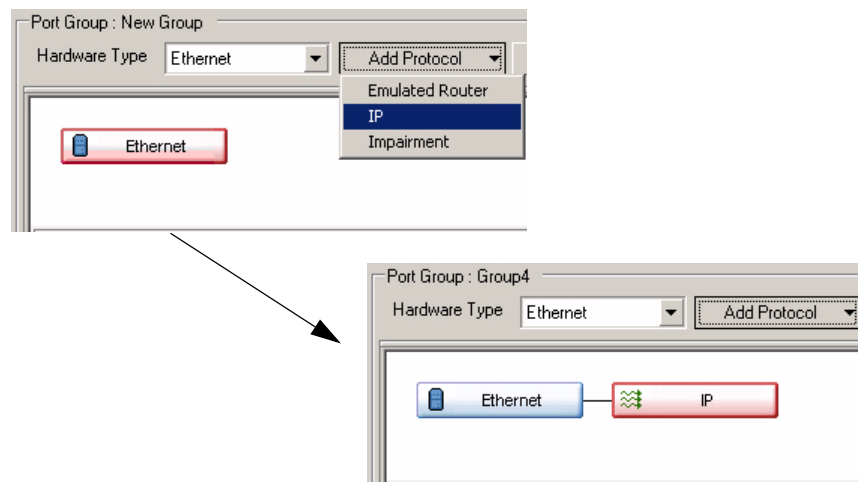 Port Group : New Group
Hardware Type Ethernet Add Protocol
Emulated Router
IP
Impairment
Ethernet
Port Group : Group4
Hardware Type Ethernet Add Protocol
Ethernet IP